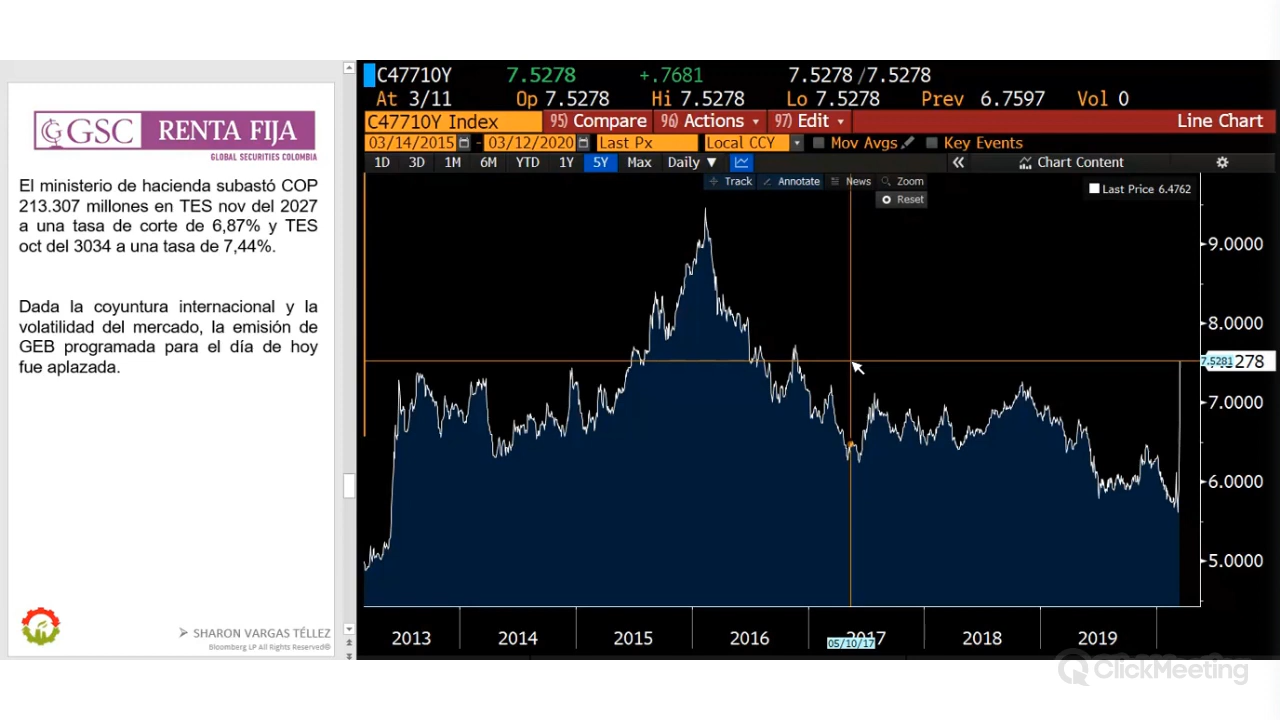 GSC RENTA FIJA
GLOBAL SECURITIES COLOMBIA
El ministerio de hacienda subastó COP
213.307 millones en TES nov del 2027
a una tasa de corte de 6,87% y TES
oct del 3034 a una tasa de 7,44%.
Dada la coyuntura internacional y la
volatilidad del mercado, la emisión de
GEB programada para el día de hoy
fue aplazada.
SHARON VARGAS TÉLLEZ
Bloomberg LP All Rights Reserved®
C47710Y 7.5278 +.7681 7.5278/7.5278
At 3/11 Op 7.5278 Hi 7.5278 Lo 7.5278 Prev 6.7597 Vol 0
C47710Y Index 95) Compare 96) Actions 97) Edit Line Chart
03/14/2015 - 03/12/2020 Last Px Local CCY Mov Avgs Key Events
1D 3D 1M 6M YTD 1Y 5Y Max Daily ▼ « Chart Content
Track Annotate News Zoom
Reset
Last Price 6.4762
9.0000
8.0000
7.5281 278
7.0000
6.0000
5.0000
2013 2014 2015 2016 2017 2018 2019
05/10/17
ClickMeeting